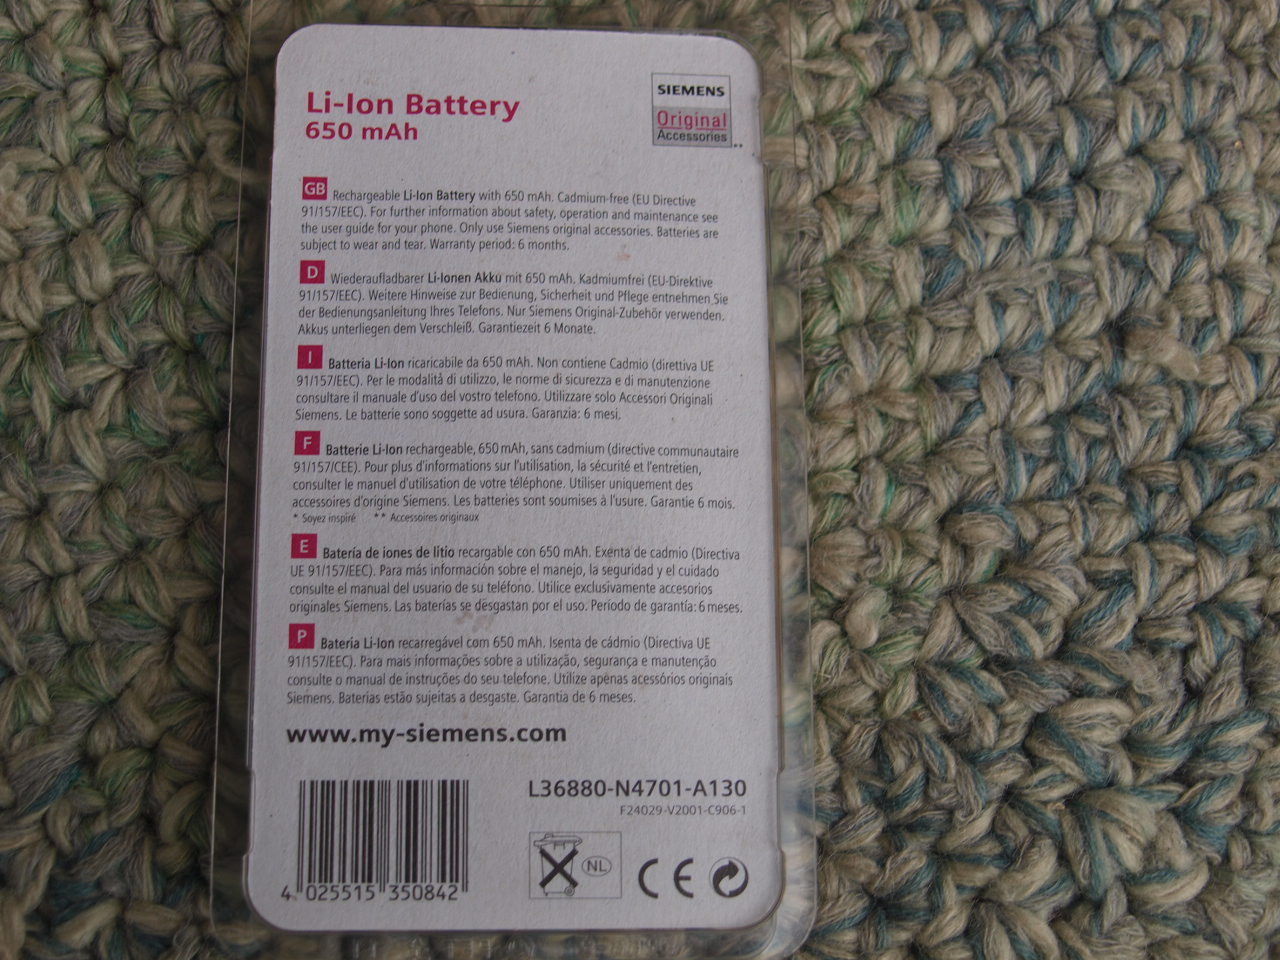 Li-Ion Battery
650 mAh
SIEMENS
Original
Accessories
**
GB Rechargeable Li-Ion Battery with 650 mAh. Cadmium-free (EU Directive
91/157/EEC). For further information about safety, operation and maintenance see
the user guide for your phone. Only use Siemens original accessories. Batteries are
subject to wear and tear. Warranty period: 6 months.
D Wiederaufladbarer Li-Ionen Akku mit 650 mAh. Kadmiumfrei (EU-Direktive
91/157/EEC). Weitere Hinweise zur Bedienung, Sicherheit und Pflege entnehmen Sie
der Bedienungsanleitung Ihres Telefons. Nur Siemens Original-Zubehör verwenden.
Akkus unterliegen dem Verschleiß. Garantiezeit 6 Monate.
I Batteria Li-Ion ricaricabile da 650 mAh. Non contiene Cadmio (direttiva UE
91/157/EEC). Per le modalità di utilizzo, le norme di sicurezza e di manutenzione
consultare il manuale d'uso del vostro telefono. Utilizzare solo Accessori Originali
Siemens. Le batterie sono soggette ad usura. Garanzia: 6 mesi.
F Batterie Li-Ion rechargeable, 650 mAh, sans cadmium (directive communautaire
91/157/CEE). Pour plus d'informations sur l'utilisation, la sécurité et l'entretien,
consulter le manuel d'utilisation de votre téléphone. Utiliser uniquement des
accessoires d'origine Siemens. Les batteries sont soumises à l'usure. Garantie 6 mois.
* Soyez inspiré ** Accessoires originaux
E Batería de iones de litio recargable con 650 mAh. Exenta de cadmio (Directiva
UE 91/157/EEC). Para más información sobre el manejo, la seguridad y el cuidado
consulte el manual del usuario de su teléfono. Utilice exclusivamente accesorios
originales Siemens. Las baterías se desgastan por el uso. Período de garantía: 6 meses.
P Bateria Li-Ion recarregável com 650 mAh. Isenta de cádmio (Directiva UE
91/157/EEC). Para mais informações sobre a utilização, segurança e manutenção
consulte o manual de instruções do seu telefone. Utilize apenas acessórios originais
Siemens. Baterias estão sujeitas a desgaste. Garantia de 6 meses.
www.my-siemens.com
L36880-N4701-A130
F24029-V2001-C906-1
NL
CE
4 025515 350842